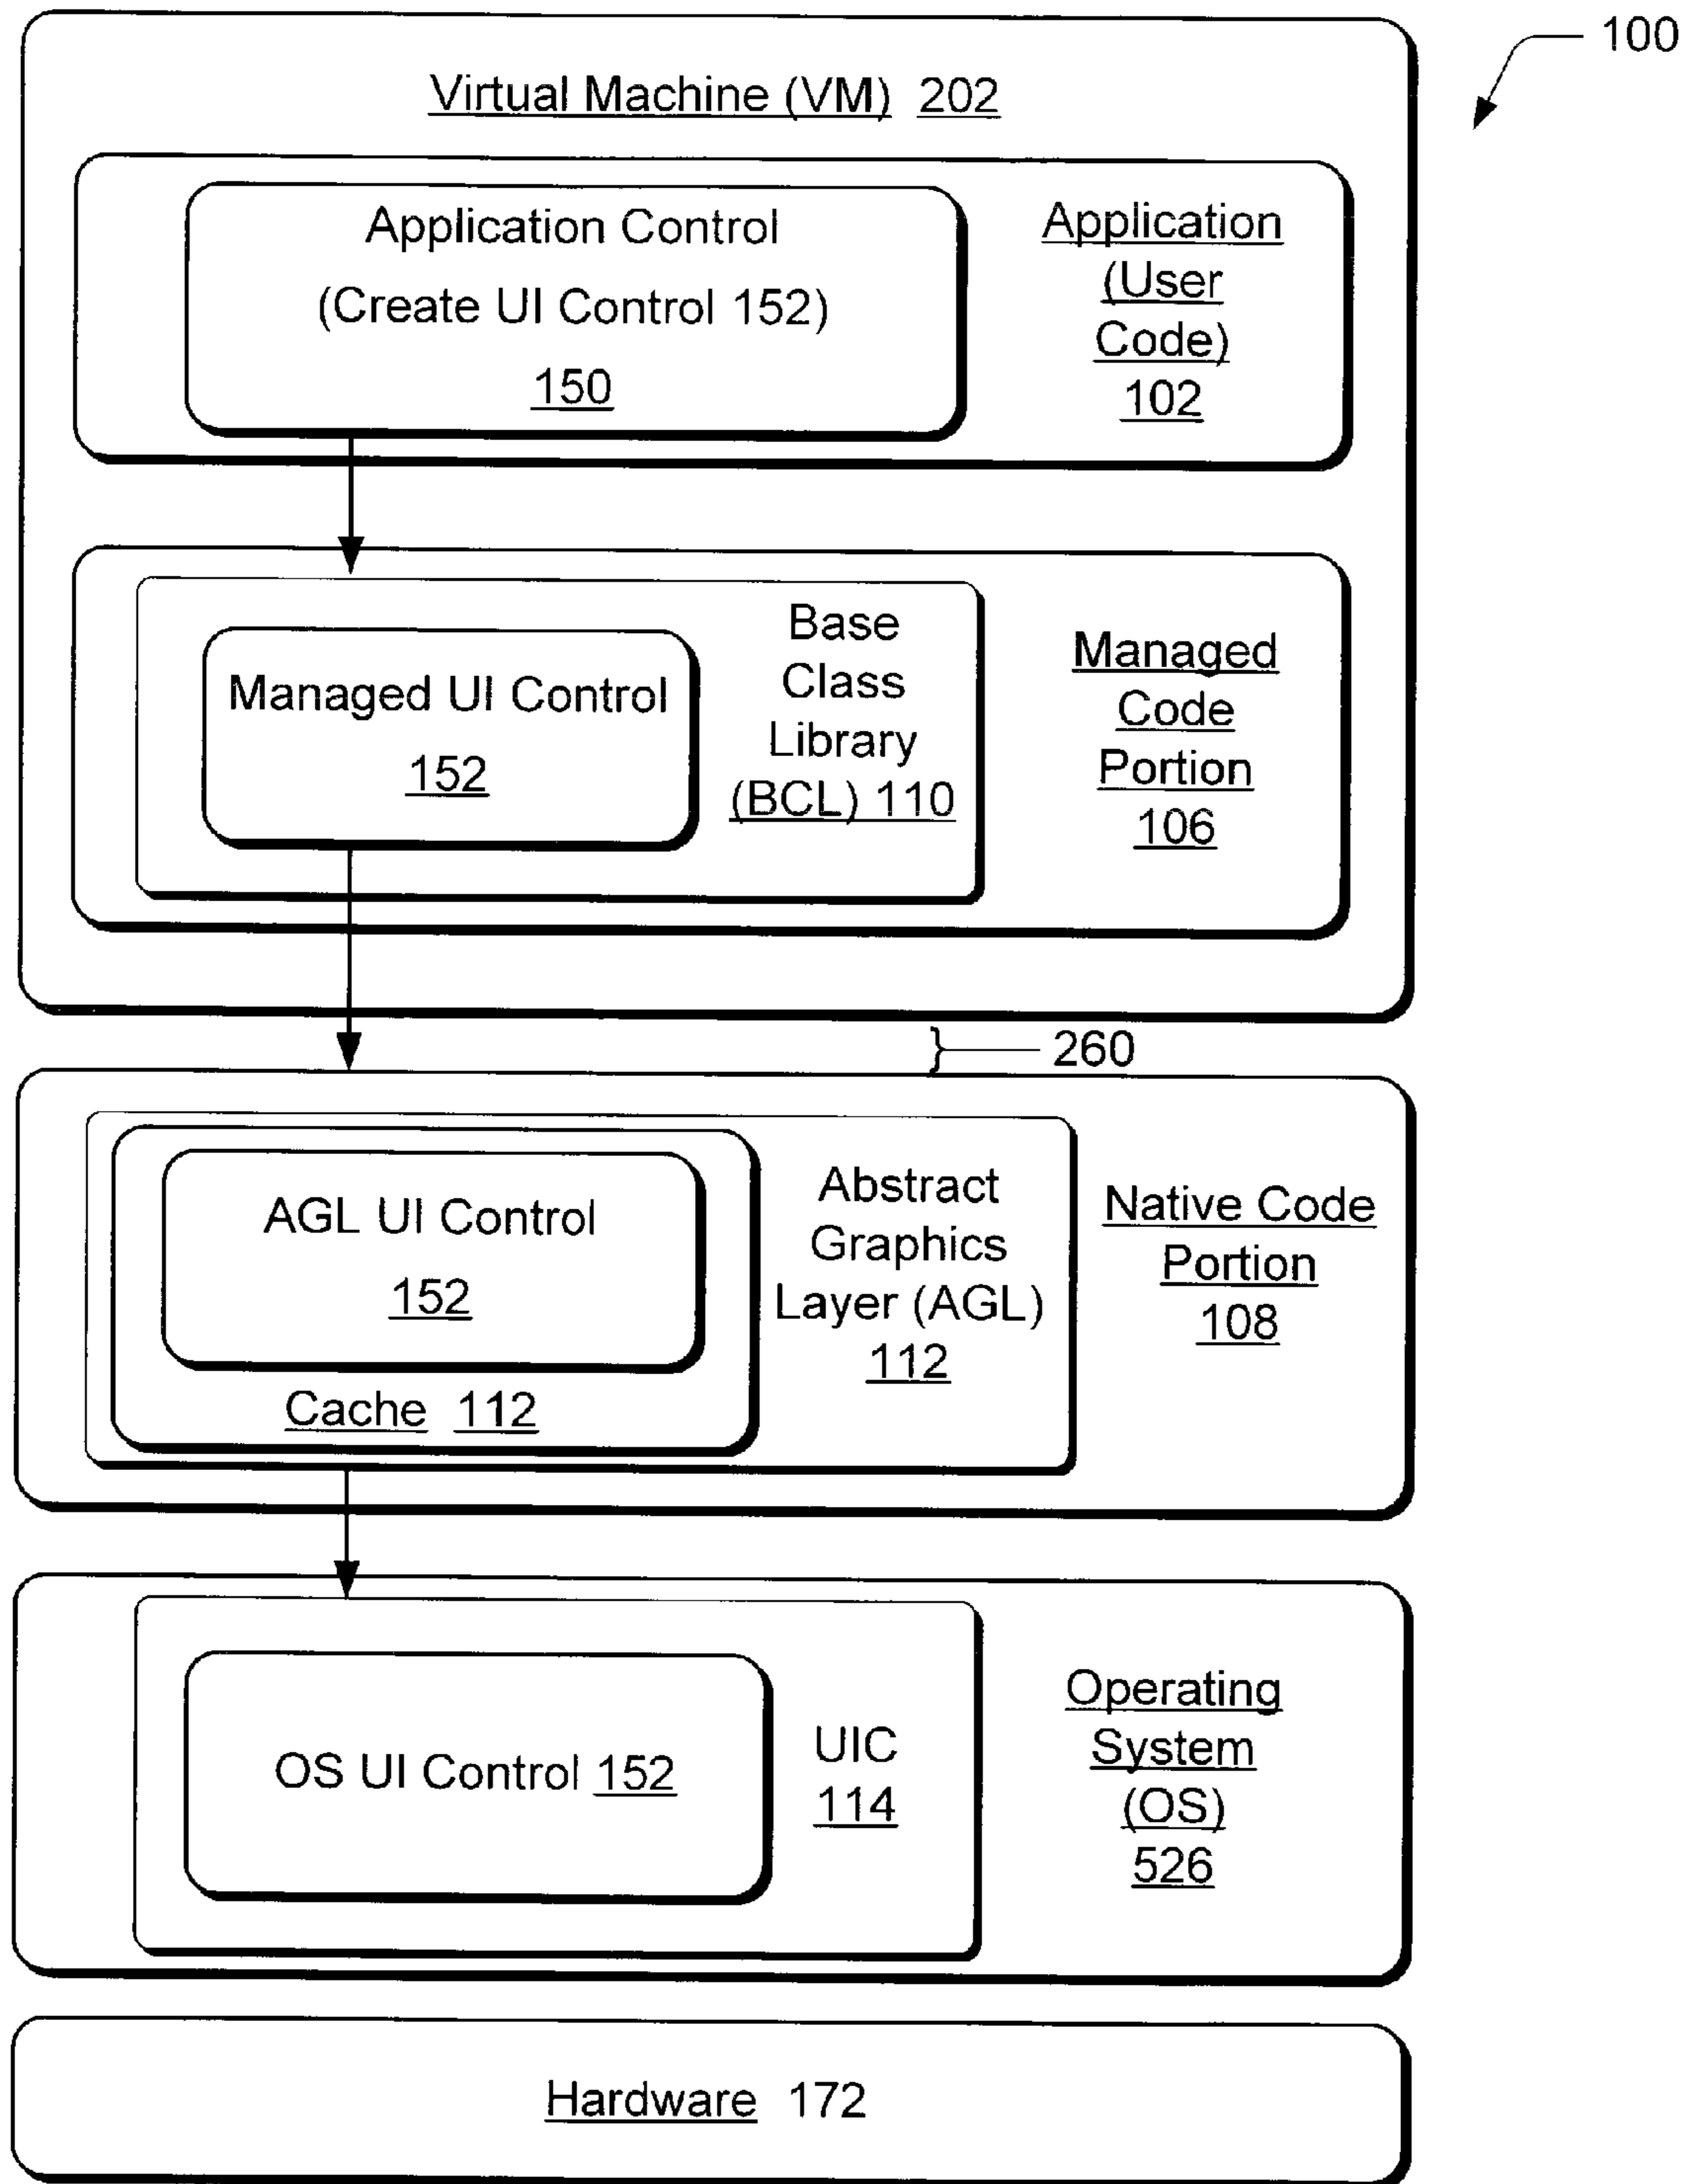 100
Virtual Machine (VM) 202
Application Control
(Create UI Control 152)
150
Application
(User
Code)
102
Managed UI Control
152
Base
Class
Library
(BCL) 110
Managed
Code
Portion
106
260
AGL UI Control
152
Cache 112
Abstract
Graphics
Layer (AGL)
112
Native Code
Portion
108
OS UI Control 152
UIC
114
Operating
System
(OS)
526
Hardware 172